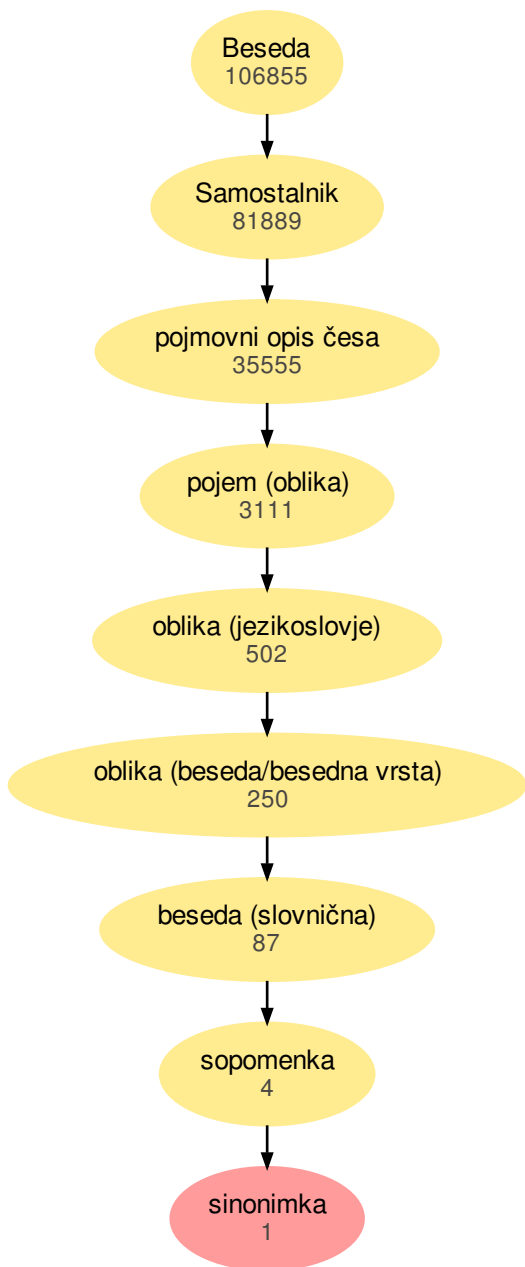 Beseda
106855
Samostalnik
81889
pojmovni opis česa
35555
pojem (oblika)
3111
oblika (jezikoslovje)
502
oblika (beseda/besedna vrsta)
250
beseda (slovnična)
87
sopomenka
4
sinonimka
1